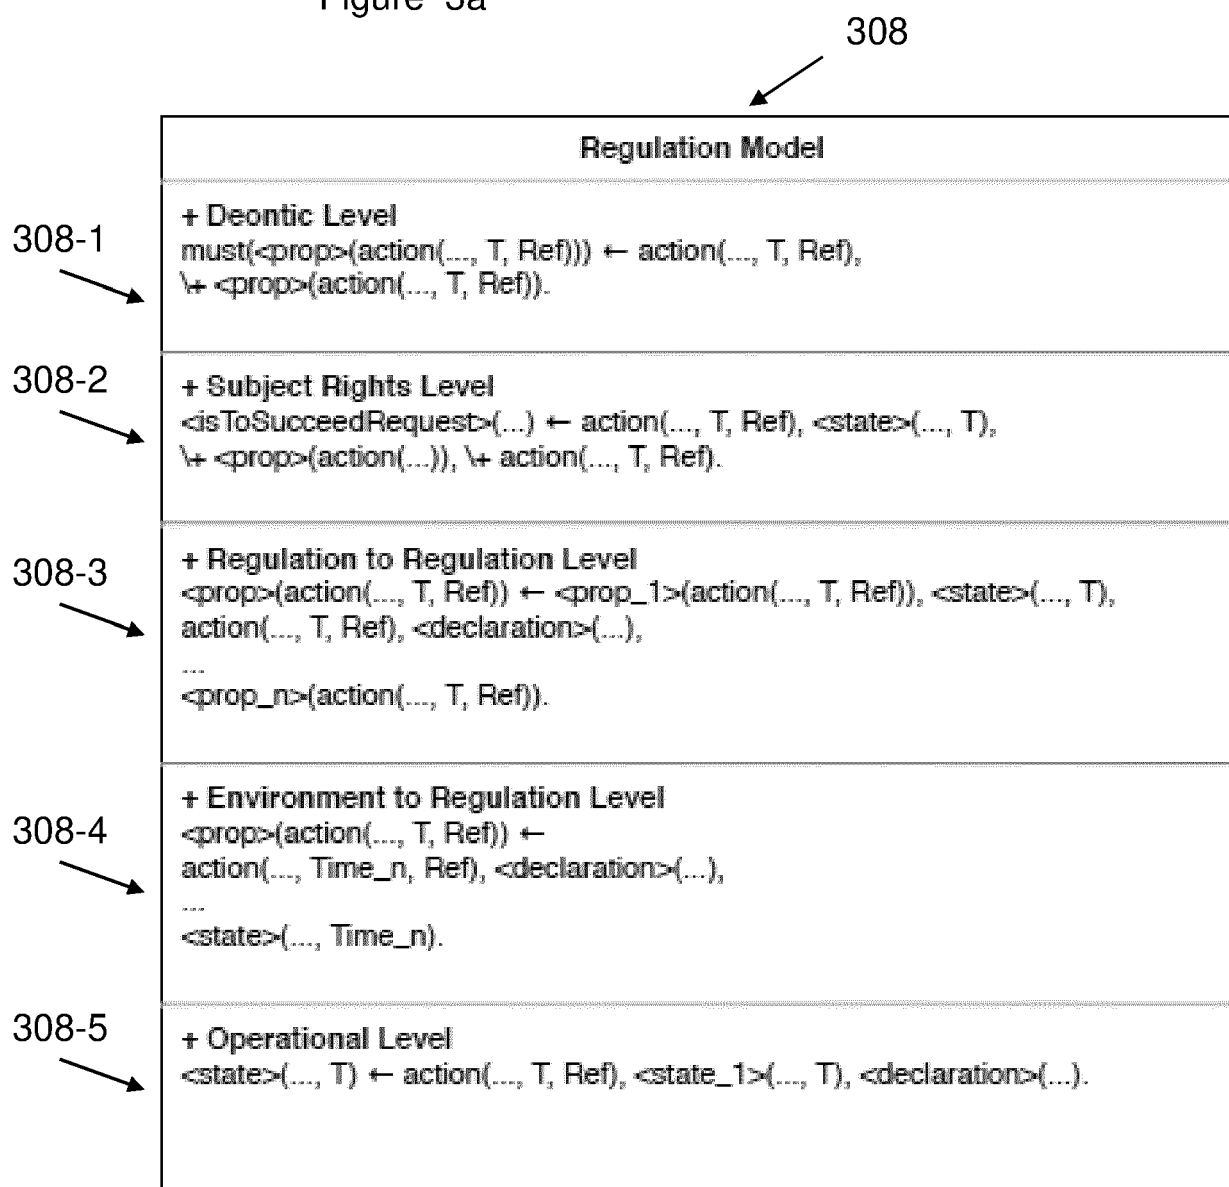 Figure 3a
308
Regulation Model
308-1
+ Deontic Level
must(<prop>(action(..., T, Ref))) ← action(..., T, Ref),
\+ <prop>(action(..., T, Ref)).
308-2
+ Subject Rights Level
<isToSucceedRequest>(...) ← action(..., T, Ref), <state>(..., T),
\+ <prop>(action(...)), \+ action(..., T, Ref).
308-3
+ Regulation to Regulation Level
<prop>(action(..., T, Ref)) ← <prop_1>(action(..., T, Ref)), <state>(..., T),
action(..., T, Ref), <declaration>(...),
...
<prop_n>(action(..., T, Ref)).
308-4
+ Environment to Regulation Level
<prop>(action(..., T, Ref)) ←
action(..., Time_n, Ref), <declaration>(...),
...
<state>(..., Time_n).
308-5
+ Operational Level
<state>(..., T) ← action(..., T, Ref), <state_1>(..., T), <declaration>(...).